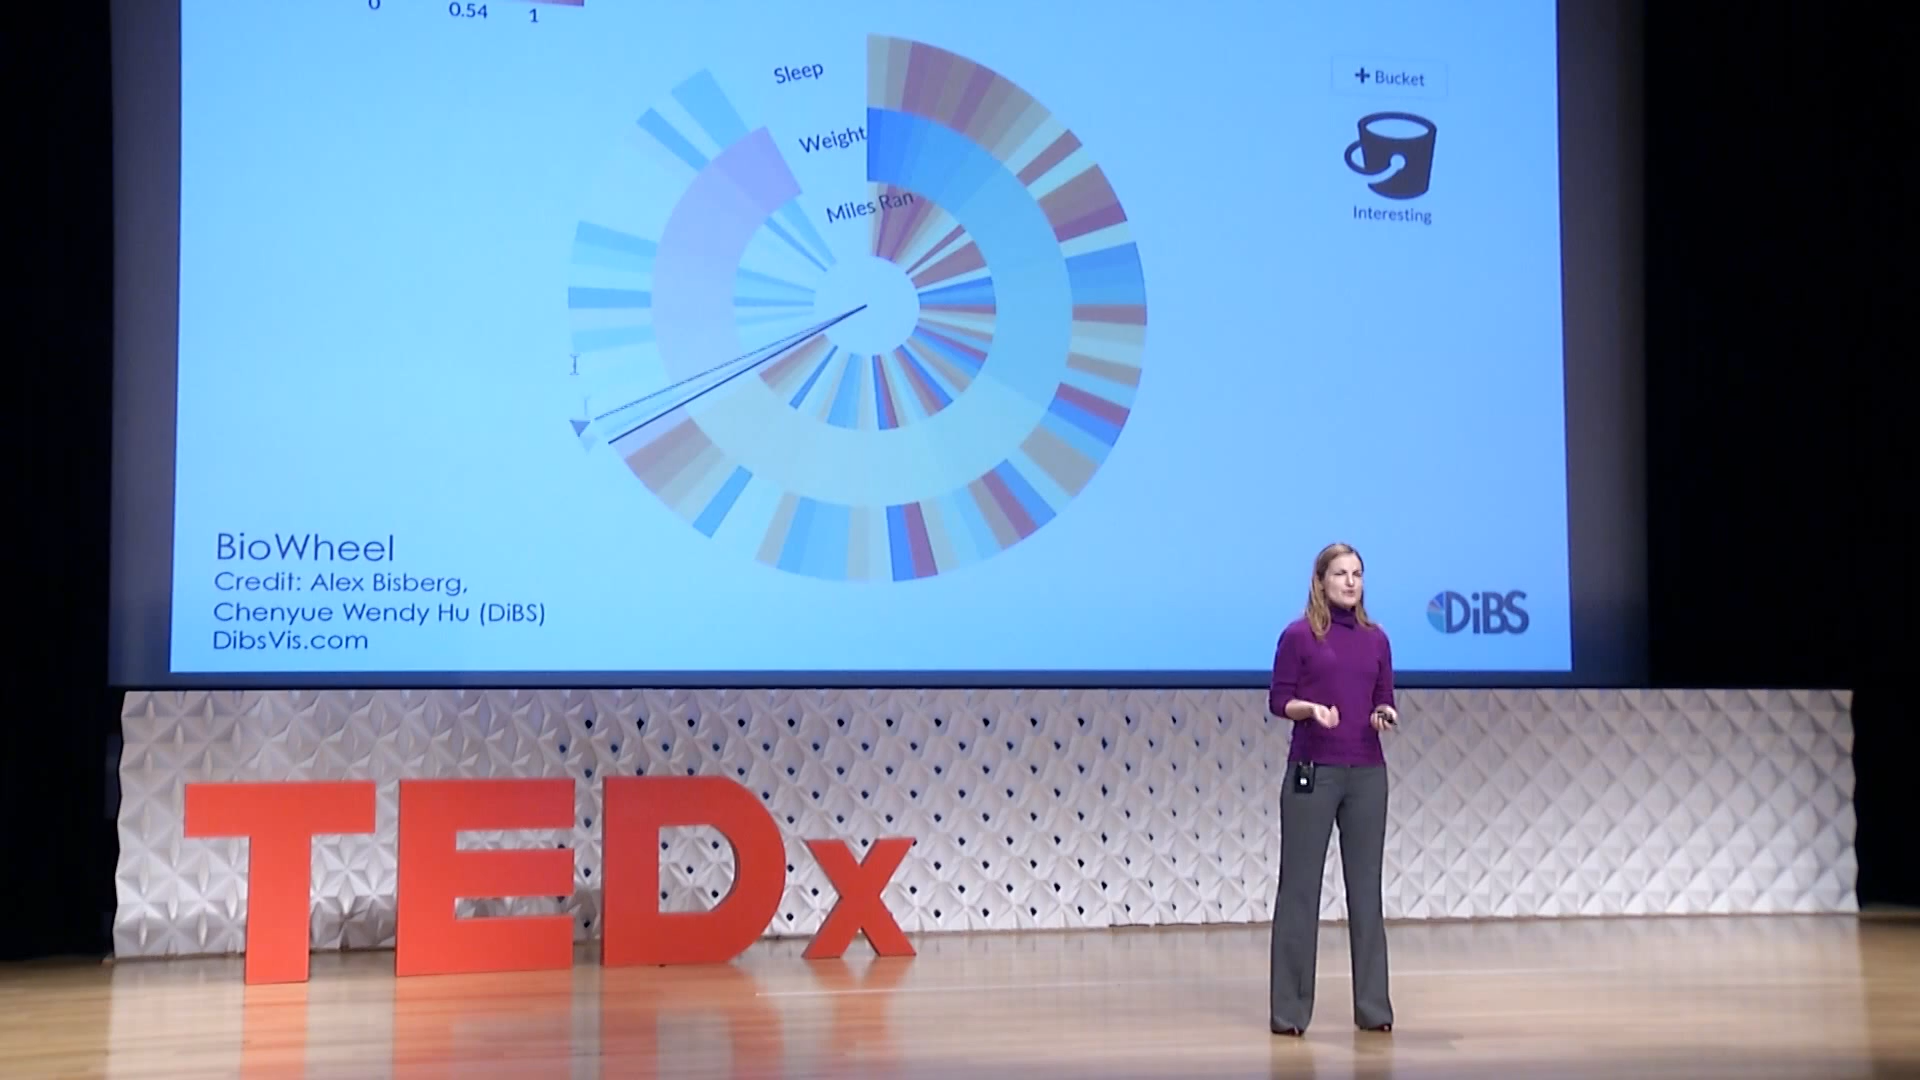 0 0.54 1
Sleep
Weight
Miles Ran
+ Bucket
Interesting
BioWheel
Credit: Alex Bisberg,
Chenyue Wendy Hu (DiBS)
DibsVis.com
DiBS
TEDx